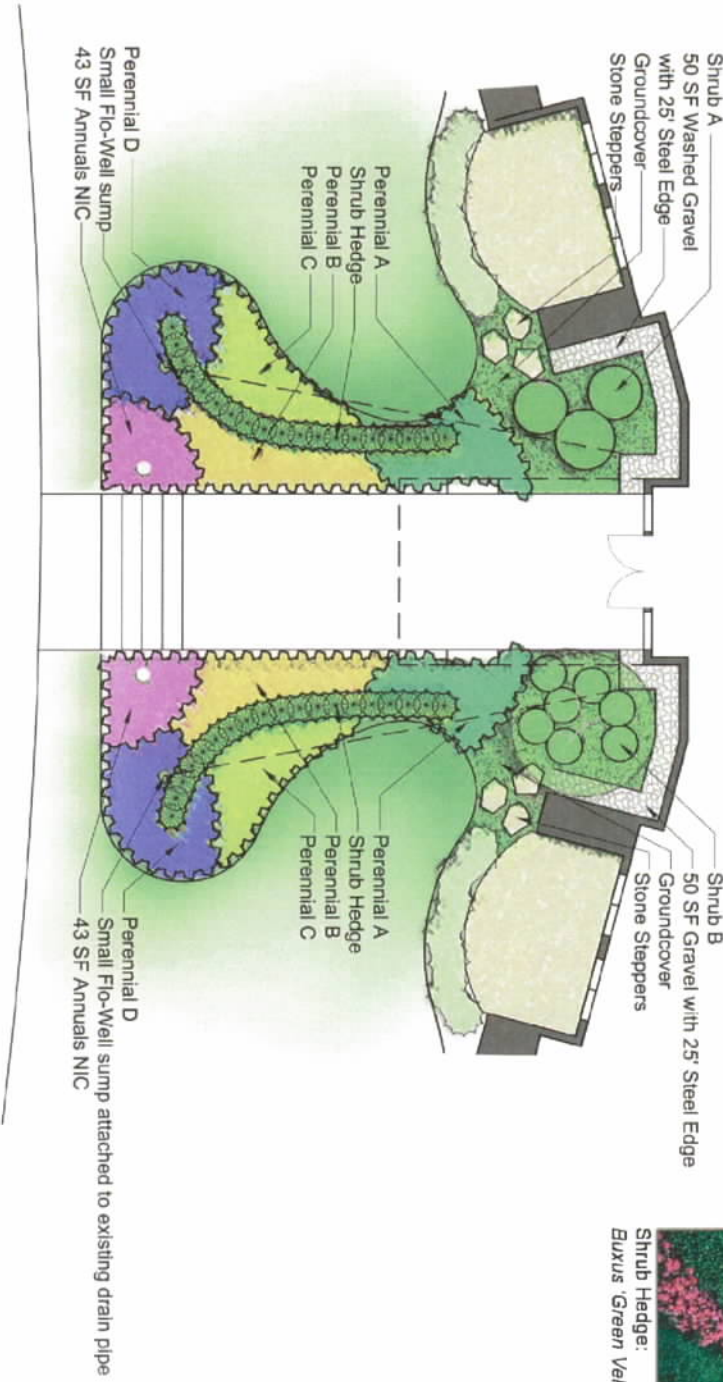 Shrub A
50 SF Washed Gravel
with 25' Steel Edge
Groundcover
Stone Steppers
Perennial A
Shrub Hedge
Perennial B
Perennial C
Perennial D
Small Flo-Well sump
43 SF Annuals NIC
Shrub B
50 SF Gravel with 25' Steel Edge
Groundcover
Stone Steppers
Perennial A
Shrub Hedge
Perennial B
Perennial C
Perennial D
Small Flo-Well sump attached to existing drain pipe
43 SF Annuals NIC
Shrub Hedge:
Buxus 'Green Vel